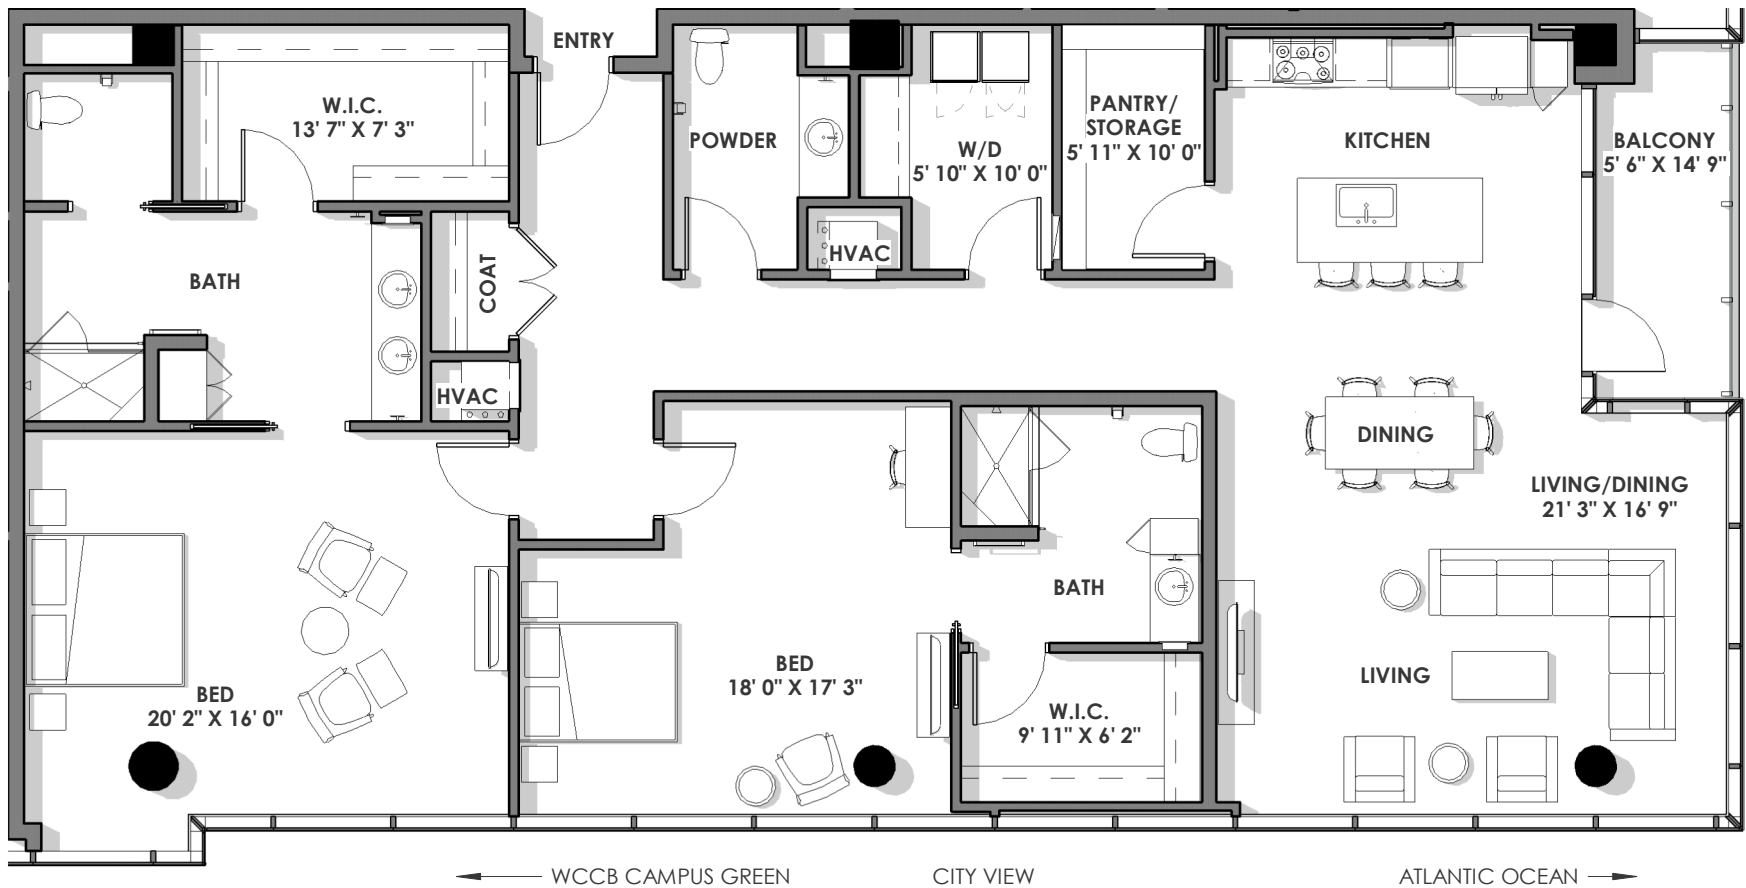 ENTRY
W.I.C.
13' 7" X 7' 3"
POWDER
W/D
5' 10" X 10' 0"
PANTRY/
STORAGE
5' 11" X 10' 0"
KITCHEN
BALCONY
5' 6" X 14' 9"
BATH
COAT
HVAC
HVAC
DINING
LIVING/DINING
21' 3" X 16' 9"
BED
20' 2" X 16' 0"
BED
18' 0" X 17' 3"
BATH
W.I.C.
9' 11" X 6' 2"
LIVING
WCCB CAMPUS GREEN
CITY VIEW
ATLANTIC OCEAN